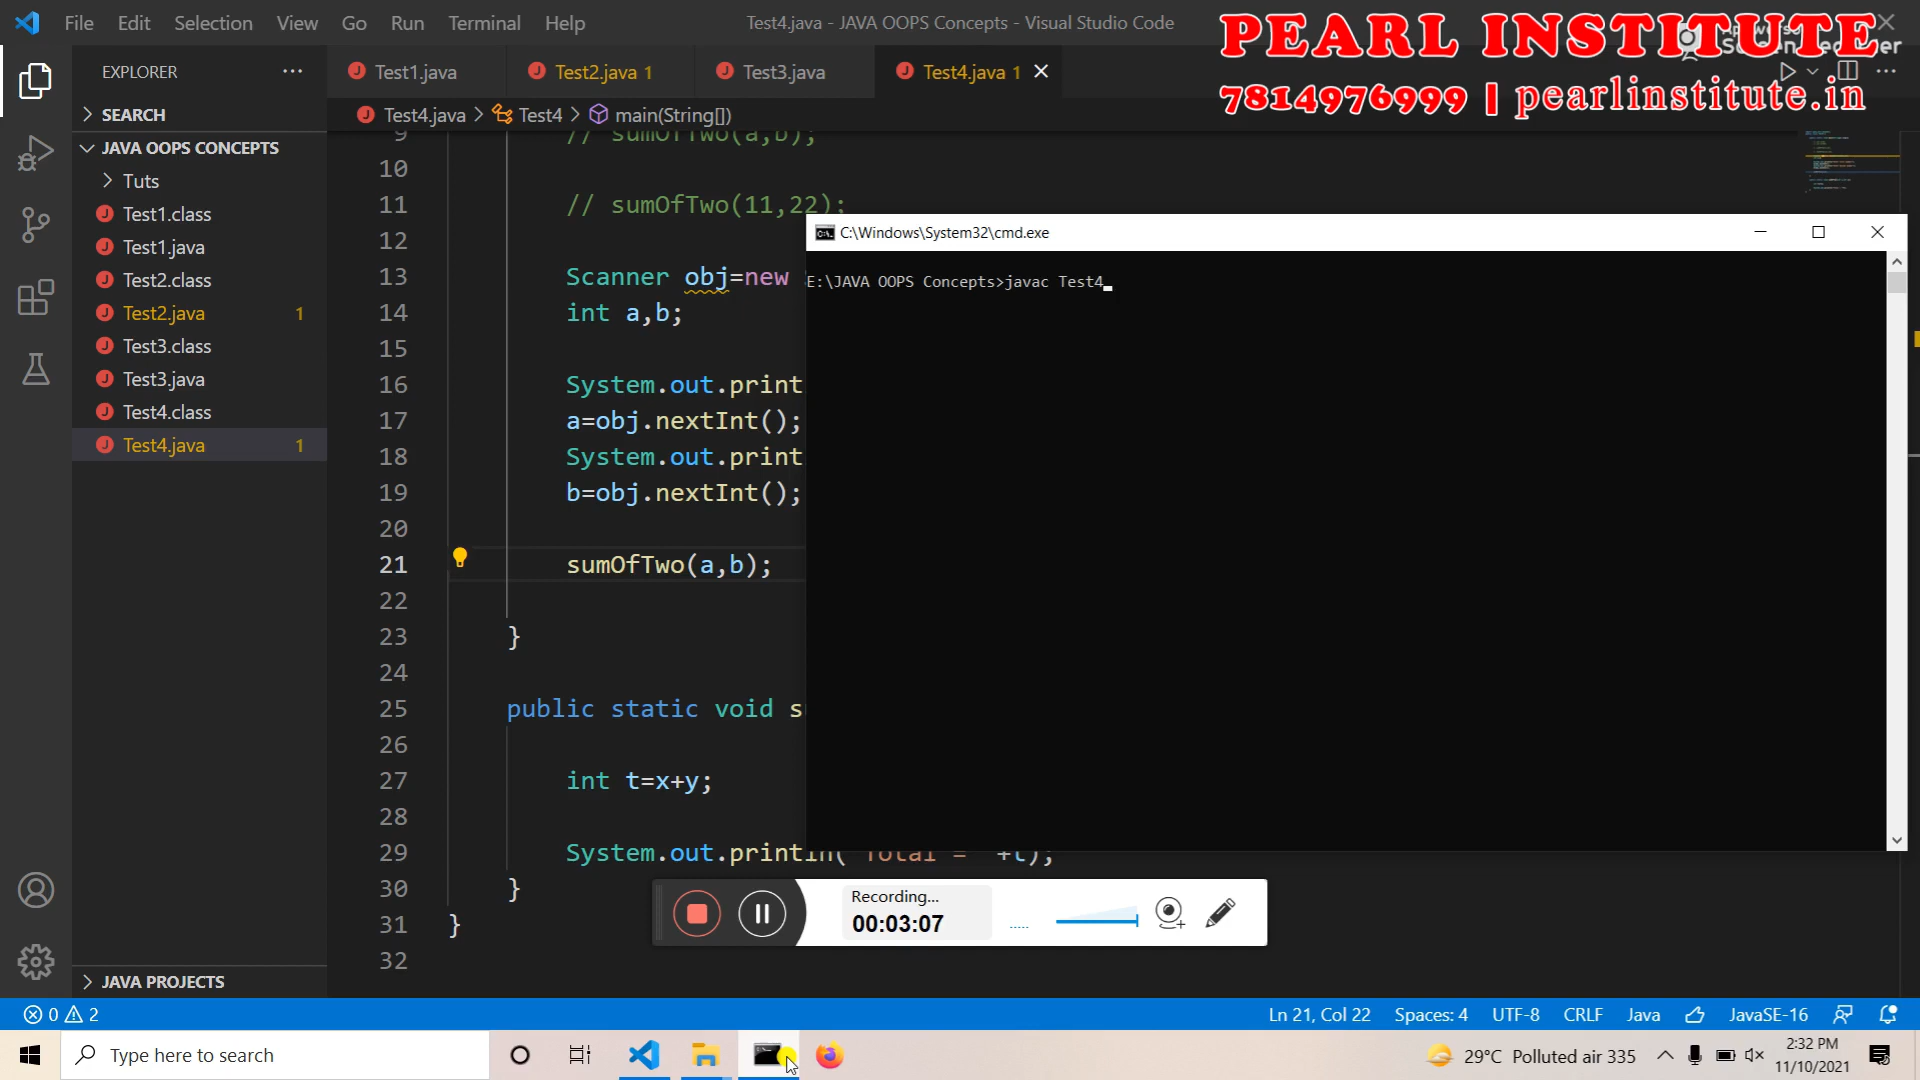 File Edit Selection View Go Run Terminal Help
Test4.java - JAVA OOPS Concepts - Visual Studio Code
PEARL INSTITUTE
7814976999 | pearlinstitute.in
EXPLORER
Test1.java
Test2.java 1
Test3.java
Test4.java 1
SEARCH
Test4.java > Test4 > main(String[])
JAVA OOPS CONCEPTS
Tuts
Test1.class
Test1.java
Test2.class
Test2.java 1
Test3.class
Test3.java
Test4.class
Test4.java 1
JAVA PROJECTS
9 // sumOfTwo(a,b);
10
11 // sumOfTwo(11,22);
12
13 Scanner obj=new
14 int a,b;
15
16 System.out.print
17 a=obj.nextInt();
18 System.out.print
19 b=obj.nextInt();
20
21 sumOfTwo(a,b);
22
23 }
24
25 public static void s
26
27 int t=x+y;
28
29 System.out.println("Total = "+t);
30 }
31 }
32
C:\Windows\System32\cmd.exe
E:\JAVA OOPS Concepts>javac Test4
Recording...
00:03:07
0 2
Ln 21, Col 22 Spaces: 4 UTF-8 CRLF Java JavaSE-16
Type here to search
29°C Polluted air 335
2:32 PM
11/10/2021